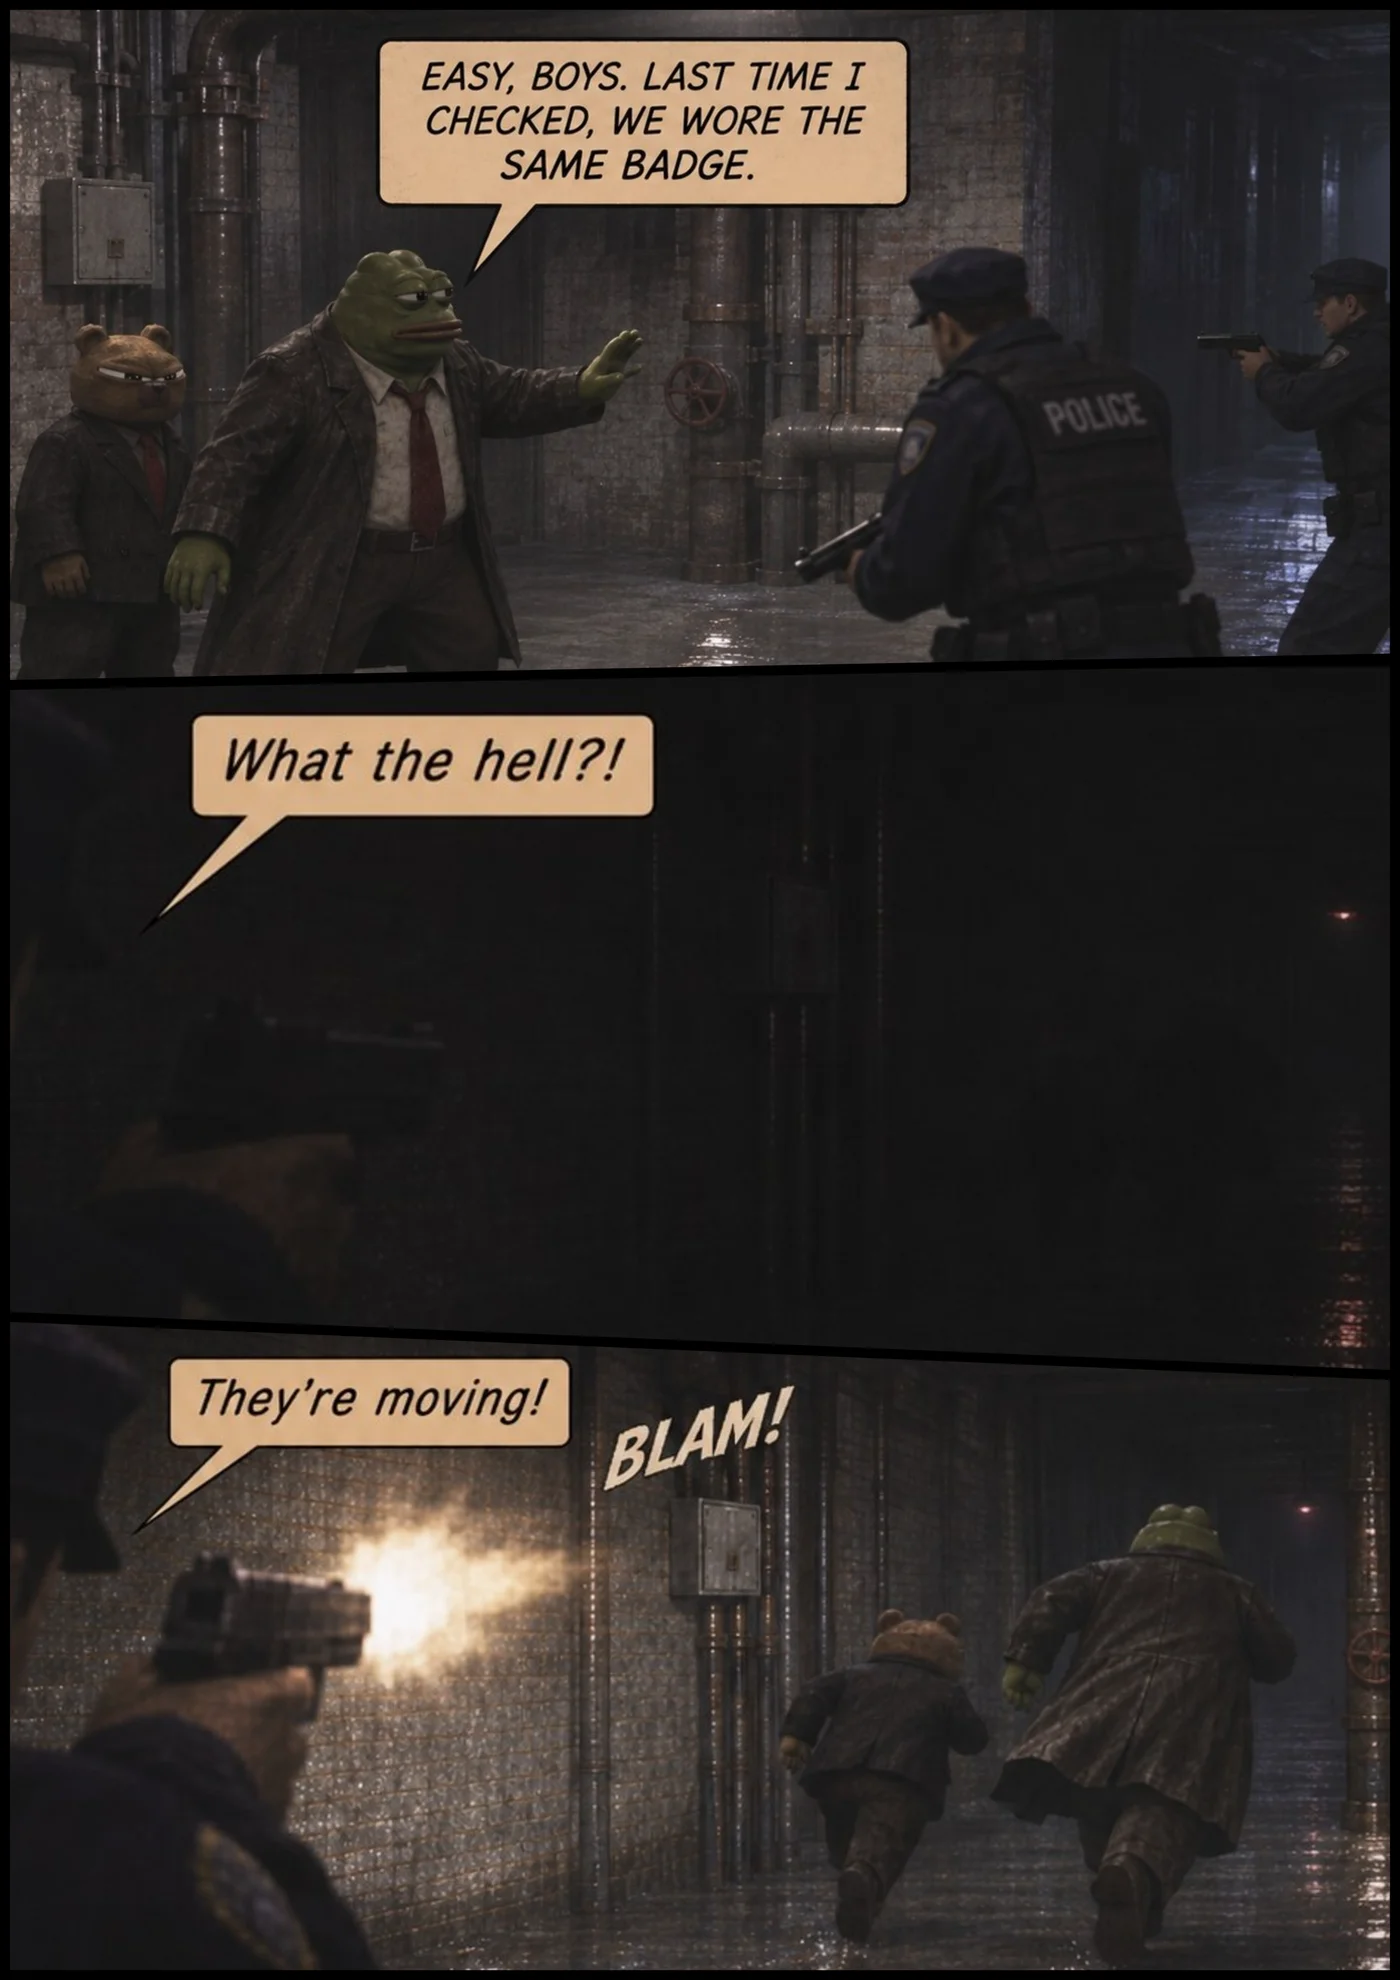 EASY, BOYS. LAST TIME I
CHECKED, WE WORE THE
SAME BADGE.
POLICE
What the hell?!
They're moving!
BLAM!